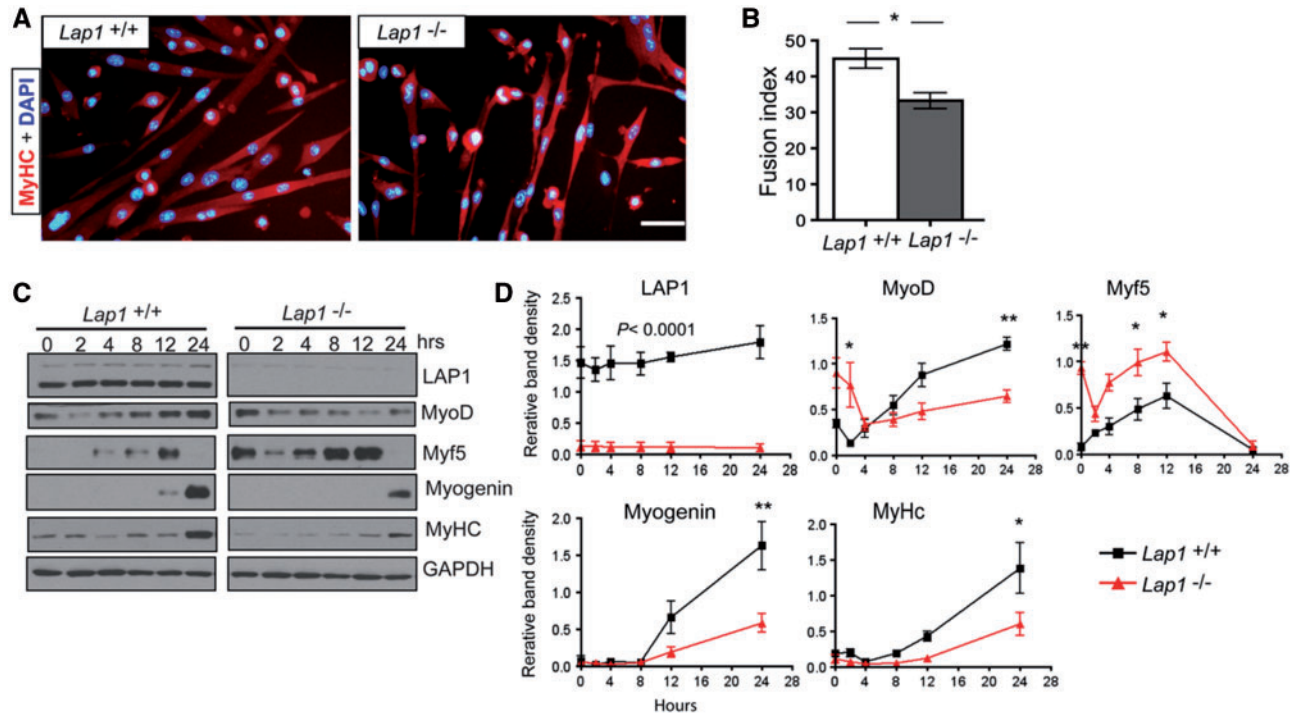 A
Lap1 +/+
Lap1 -/-
MyHC + DAPI
B
*
Fusion index
50
40
30
20
10
0
Lap1 +/+ Lap1 -/-
C
Lap1 +/+ Lap1 -/-
0 2 4 8 12 24 hrs 0 2 4 8 12 24
LAP1
MyoD
Myf5
Myogenin
MyHC
GAPDH
D
Rerative band density
LAP1
P< 0.0001
2.5
2.0
1.5
1.0
0.5
0.0
0 4 8 12 16 20 24 28
MyoD
* **
1.5
1.0
0.5
0.0
0 4 8 12 16 20 24 28
Myf5
** * *
1.5
1.0
0.5
0.0
0 4 8 12 16 20 24 28
Rerative band density
Myogenin
**
2.0
1.5
1.0
0.5
0.0
0 4 8 12 16 20 24 28
Hours
MyHc
*
2.0
1.5
1.0
0.5
0.0
0 4 8 12 16 20 24 28
Lap1 +/+
Lap1 -/-